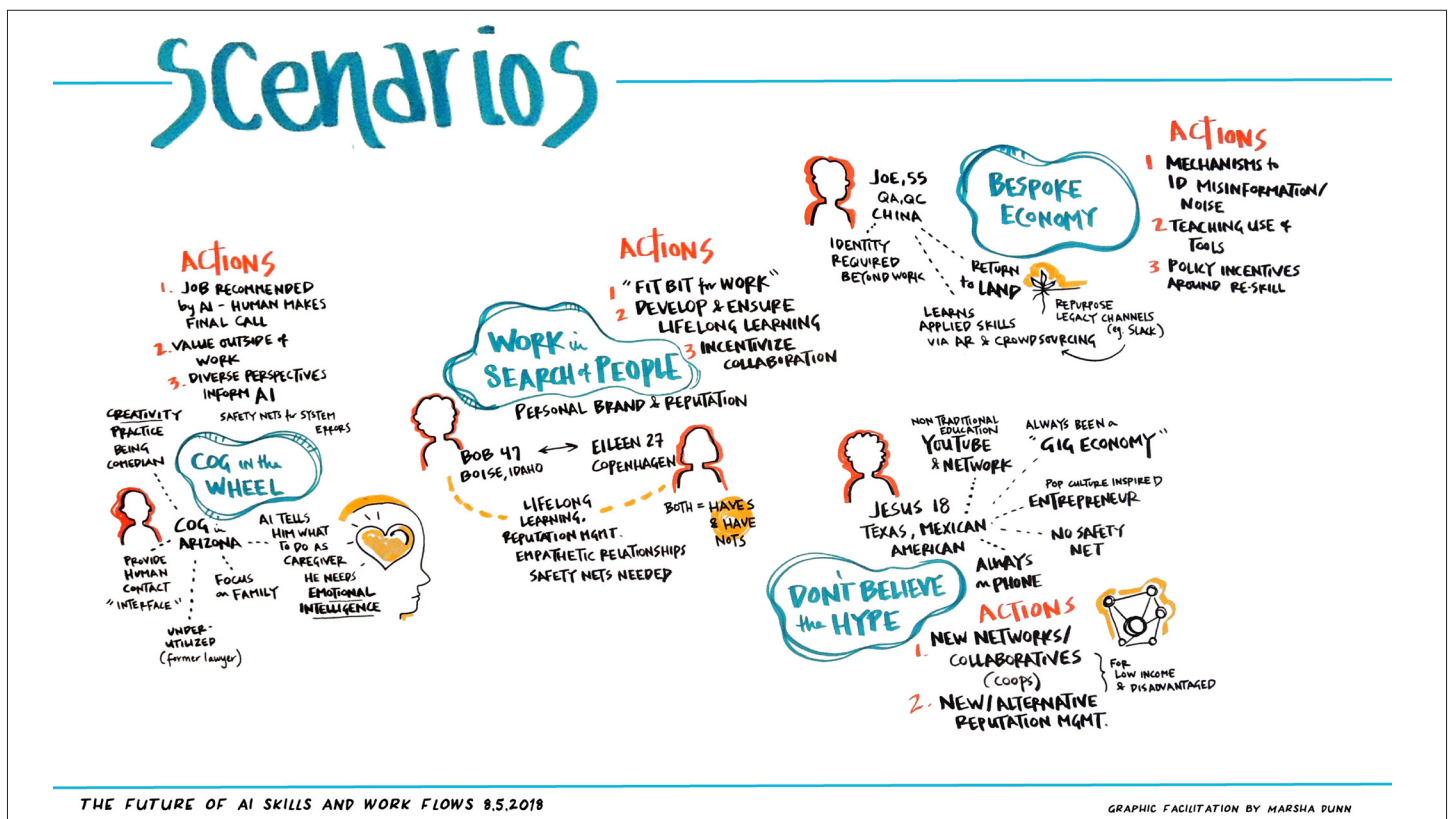 Scenarios
ACTIONS
1. JOB RECOMMENDED
by AI - HUMAN MAKES
FINAL CALL
2. VALUE OUTSIDE of
WORK
3. DIVERSE PERSPECTIVES
INFORM AI
CREATIVITY
PRACTICE
BEING
COMEDIAN
SAFETY NETS for SYSTEM
ERRORS
COG in the
WHEEL
COG in
ARIZONA
PROVIDE
HUMAN
CONTACT
"INTERFACE"
UNDER-
UTILIZED
(former lawyer)
FOCUS
on FAMILY
AI TELLS
HIM WHAT
TO DO AS
CAREGIVER
HE NEEDS
EMOTIONAL
INTELLIGENCE
ACTIONS
1 "FIT BIT for WORK"
2 DEVELOP & ENSURE
LIFELONG LEARNING
3 INCENTIVIZE
COLLABORATION
WORK in
SEARCH of PEOPLE
PERSONAL BRAND & REPUTATION
BOB 47
BOISE, IDAHO
EILEEN 27
COPENHAGEN
LIFELONG
LEARNING,
REPUTATION MGMT.
EMPATHETIC RELATIONSHIPS
SAFETY NETS NEEDED
BOTH = HAVES
& HAVE
NOTS
JOE, 55
QA, QC
CHINA
IDENTITY
REQUIRED
BEYOND WORK
BESPOKE
ECONOMY
RETURN
to LAND
LEARNS
APPLIED SKILLS
VIA AR & CROWDSOURCING
REPURPOSE
LEGACY CHANNELS
(eg. SLACK)
ACTIONS
1 MECHANISMS to
ID MISINFORMATION/
NOISE
2 TEACHING USE of
TOOLS
3 POLICY INCENTIVES
AROUND RE-SKILL
NON TRADITIONAL
EDUCATION
YOUTUBE
& NETWORK
ALWAYS BEEN a
"GIG ECONOMY"
POP CULTURE INSPIRED
ENTREPRENEUR
JESUS 18
TEXAS, MEXICAN
AMERICAN
NO SAFETY
NET
ALWAYS
on PHONE
DON'T BELIEVE
the HYPE
ACTIONS
1. NEW NETWORKS/
COLLABORATIVES
(COOPS)
FOR
LOW INCOME
& DISADVANTAGED
2. NEW/ALTERNATIVE
REPUTATION MGMT.
THE FUTURE OF AI SKILLS AND WORK FLOWS 8.5.2018
GRAPHIC FACILITATION BY MARSHA DUNN